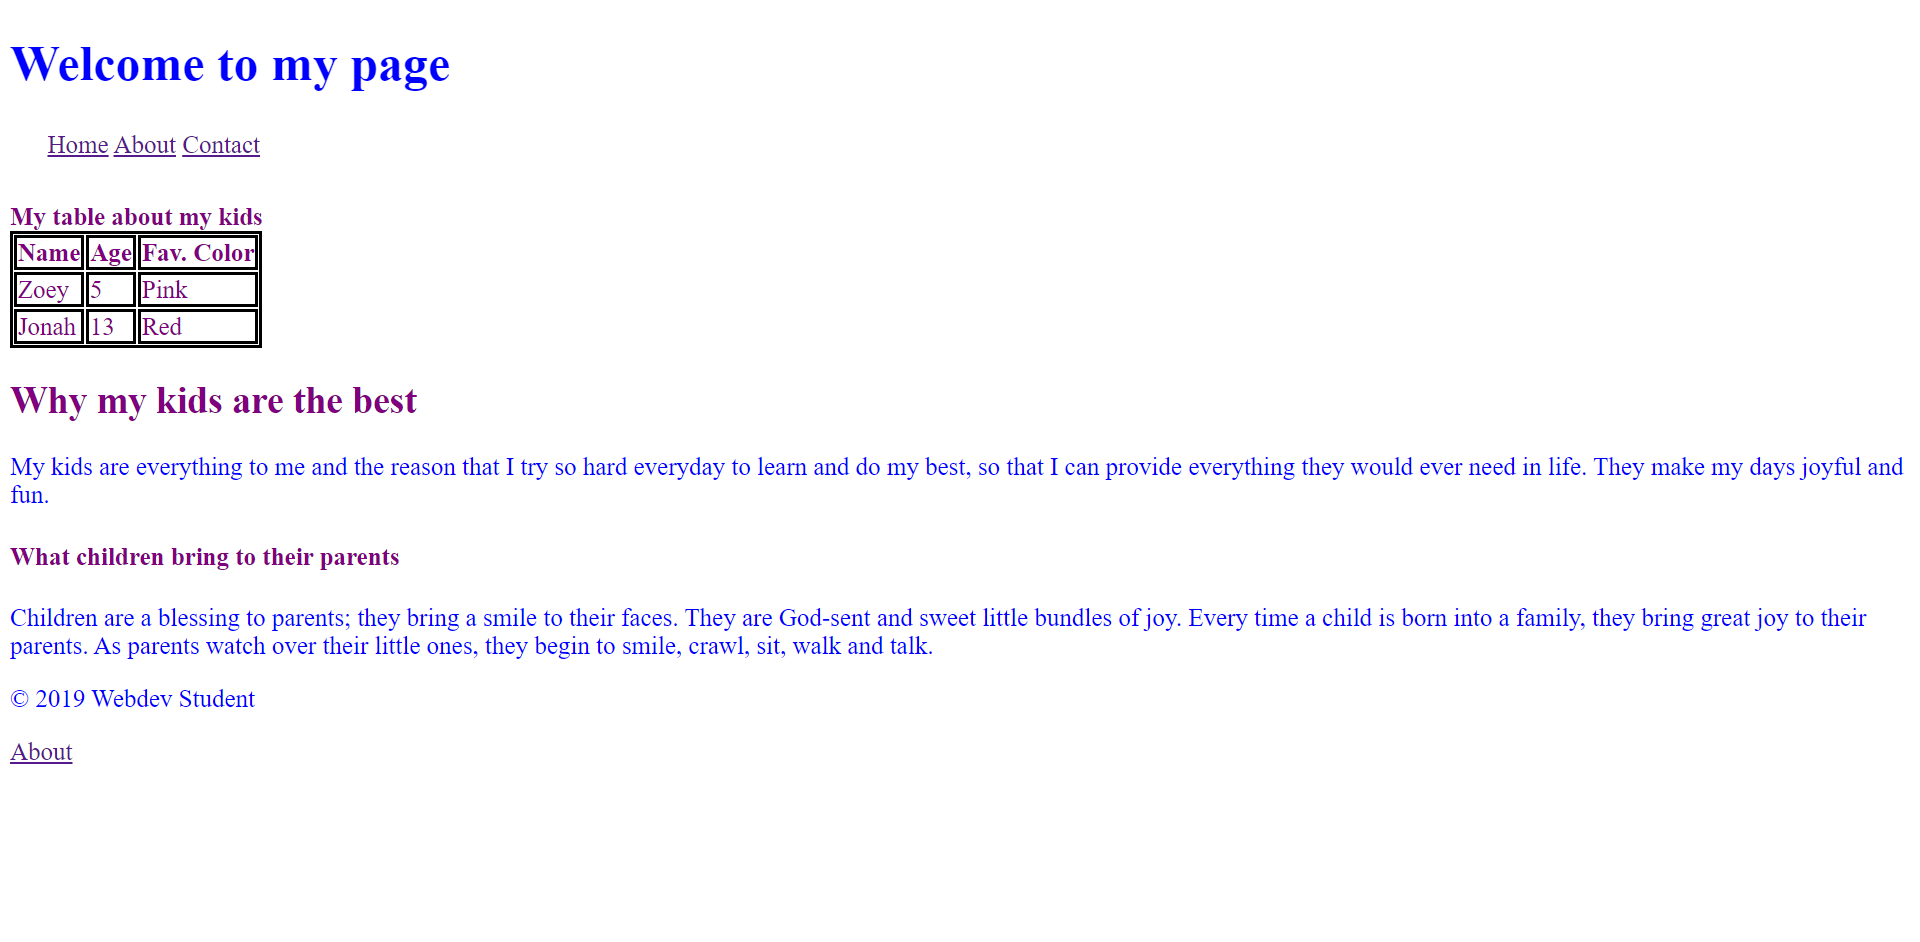 Welcome to my page
Home About Contact
My table about my kids
Name Age Fav. Color
Zoey 5 Pink
Jonah 13 Red
Why my kids are the best
My kids are everything to me and the reason that I try so hard everyday to learn and do my best, so that I can provide everything they would ever need in life. They make my days joyful and
fun.
What children bring to their parents
Children are a blessing to parents; they bring a smile to their faces. They are God-sent and sweet little bundles of joy. Every time a child is born into a family, they bring great joy to their
parents. As parents watch over their little ones, they begin to smile, crawl, sit, walk and talk.
© 2019 Webdev Student
About